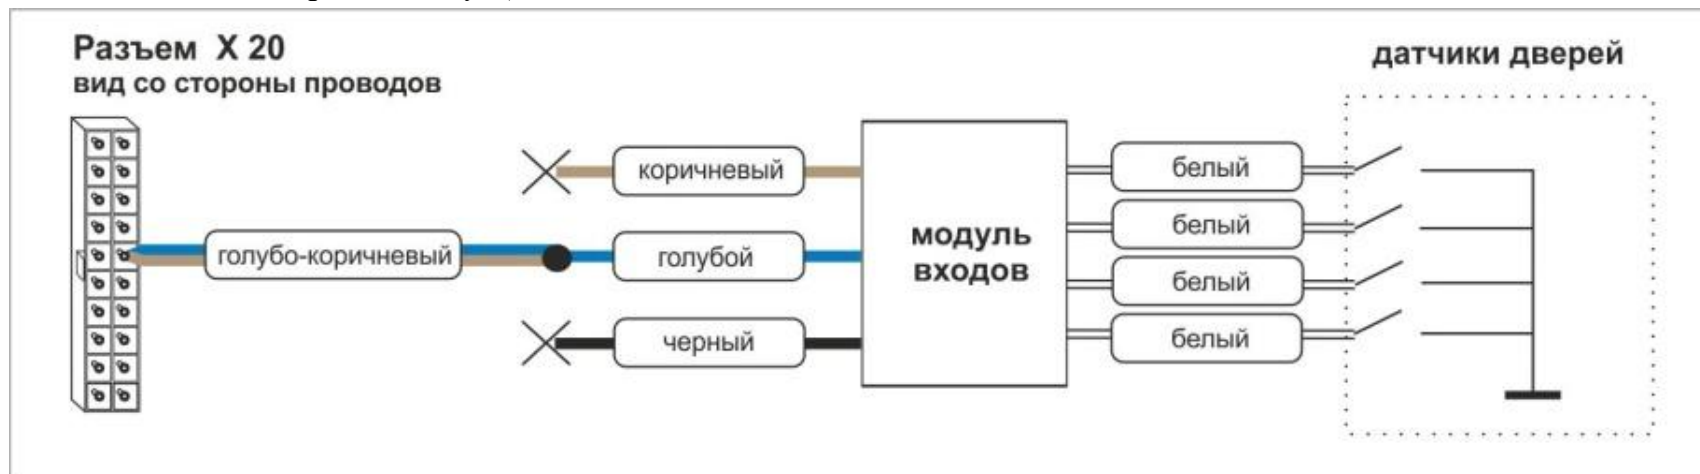 Разъем X 20
вид со стороны проводов
датчики дверей
коричневый
голубо-коричневый
голубой
черный
модуль
входов
белый
белый
белый
белый